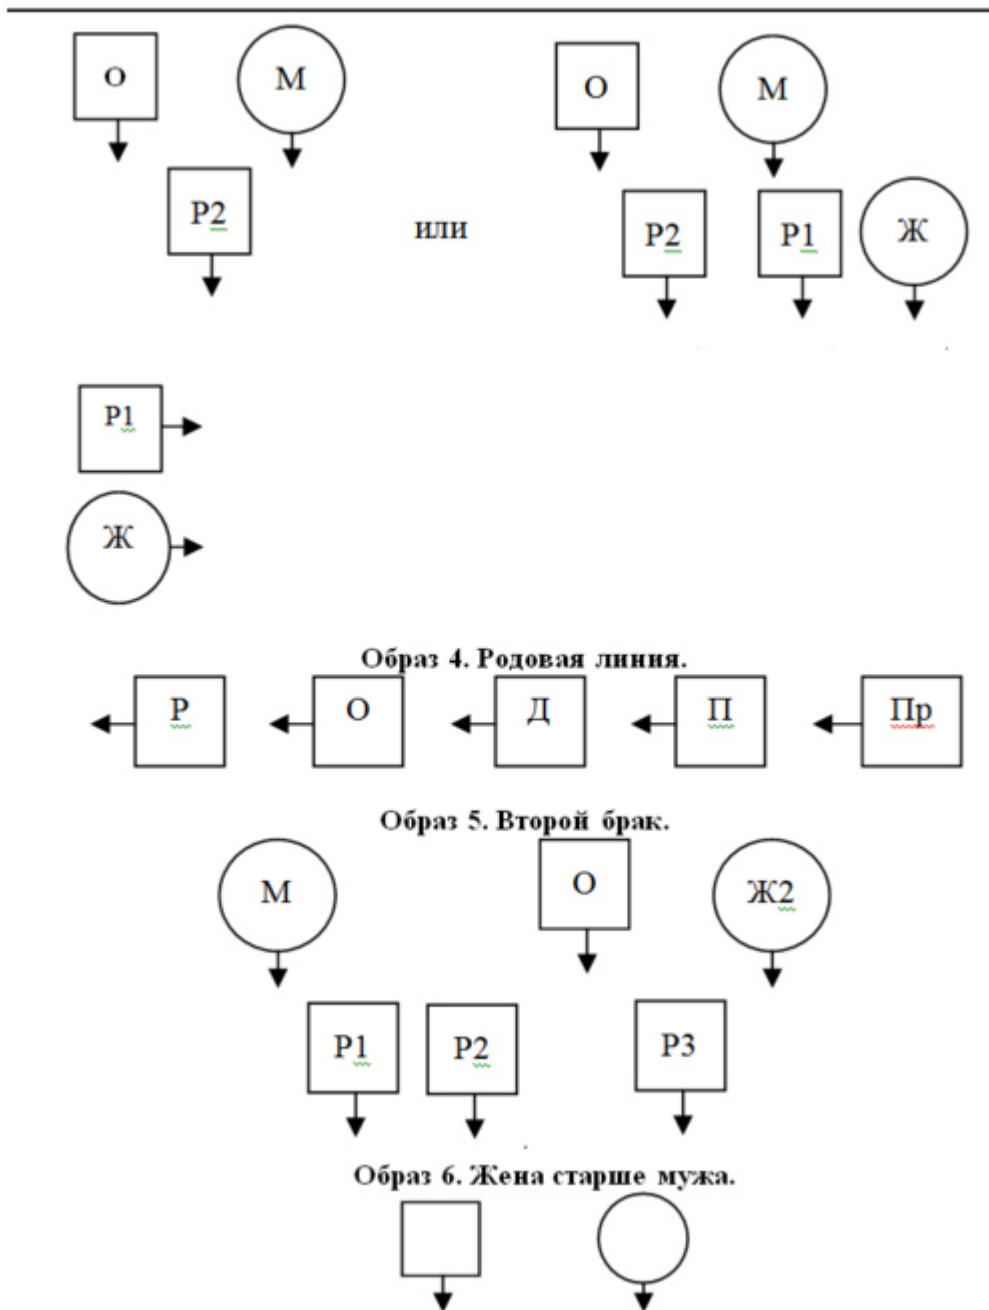 О М О М
Р2 или Р2 Р1 Ж
Р1
Ж
Образ 4. Родовая линия.
Р О Д П Пр
Образ 5. Второй брак.
М О Ж2
Р1 Р2 Р3
Образ 6. Жена старше мужа.